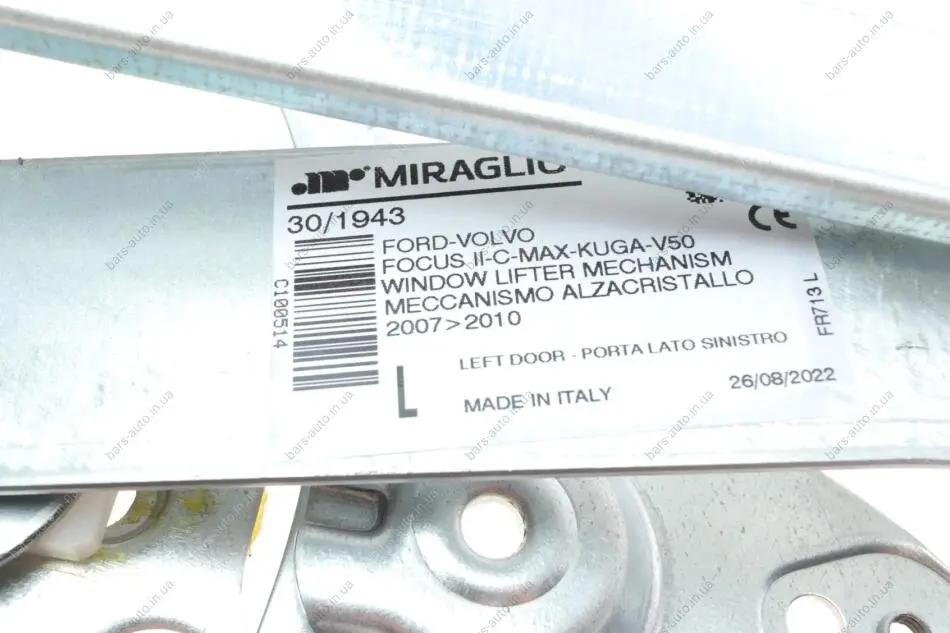 MIRAGLIO
30/1943
CE
FORD-VOLVO
FOCUS II-C-MAX-KUGA-V50
WINDOW LIFTER MECHANISM
MECCANISMO ALZACRISTALLO
2007>2010
C100514
FR713 L
LEFT DOOR - PORTA LATO SINISTRO
L
MADE IN ITALY
26/08/2022
bars-auto.in.ua